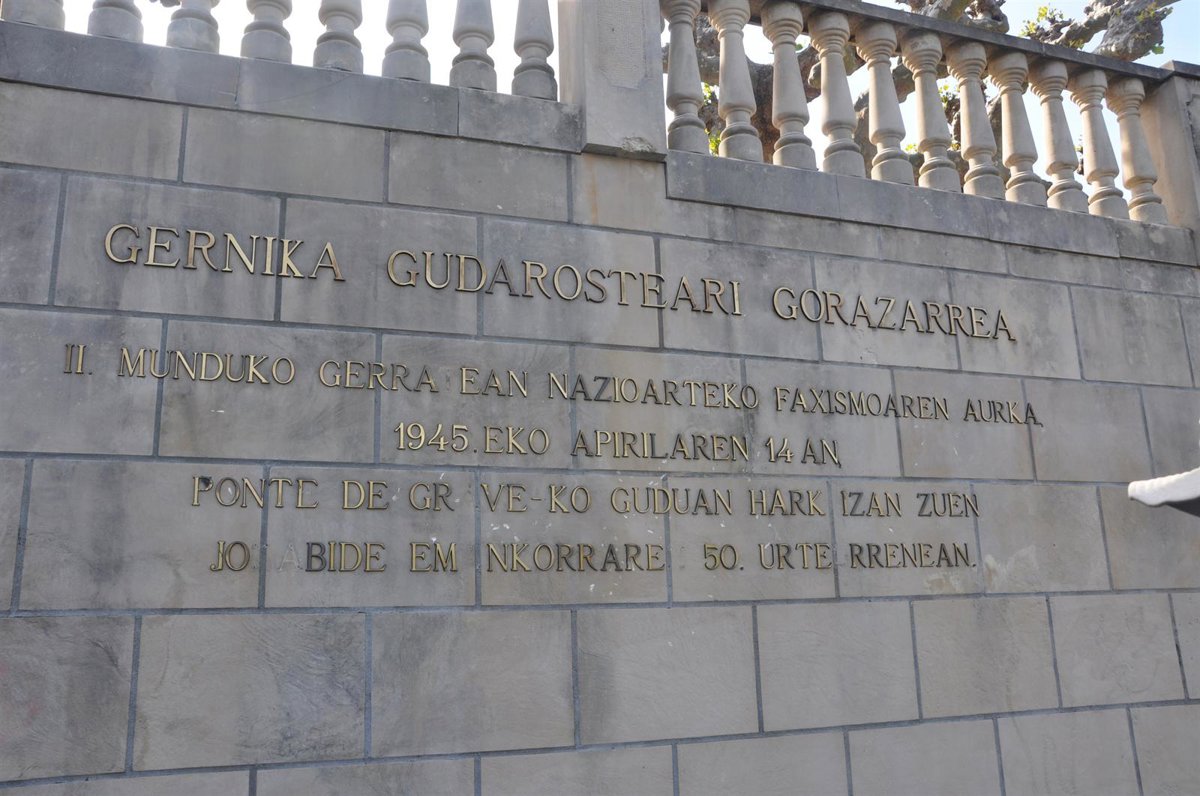 GERNIKA GUDAROSTEARI GORAZARREA
II. MUNDUKO GERRA EAN NAZIOARTEKO FAXISMOAREN AURKA,
1945.EKO APIRILAREN 14 AN,
PONTE DE GR VE-KO GUDUAN HARK IZAN ZUEN
JO ABIDE EM NKORRARE 50. URTE RRENEAN.